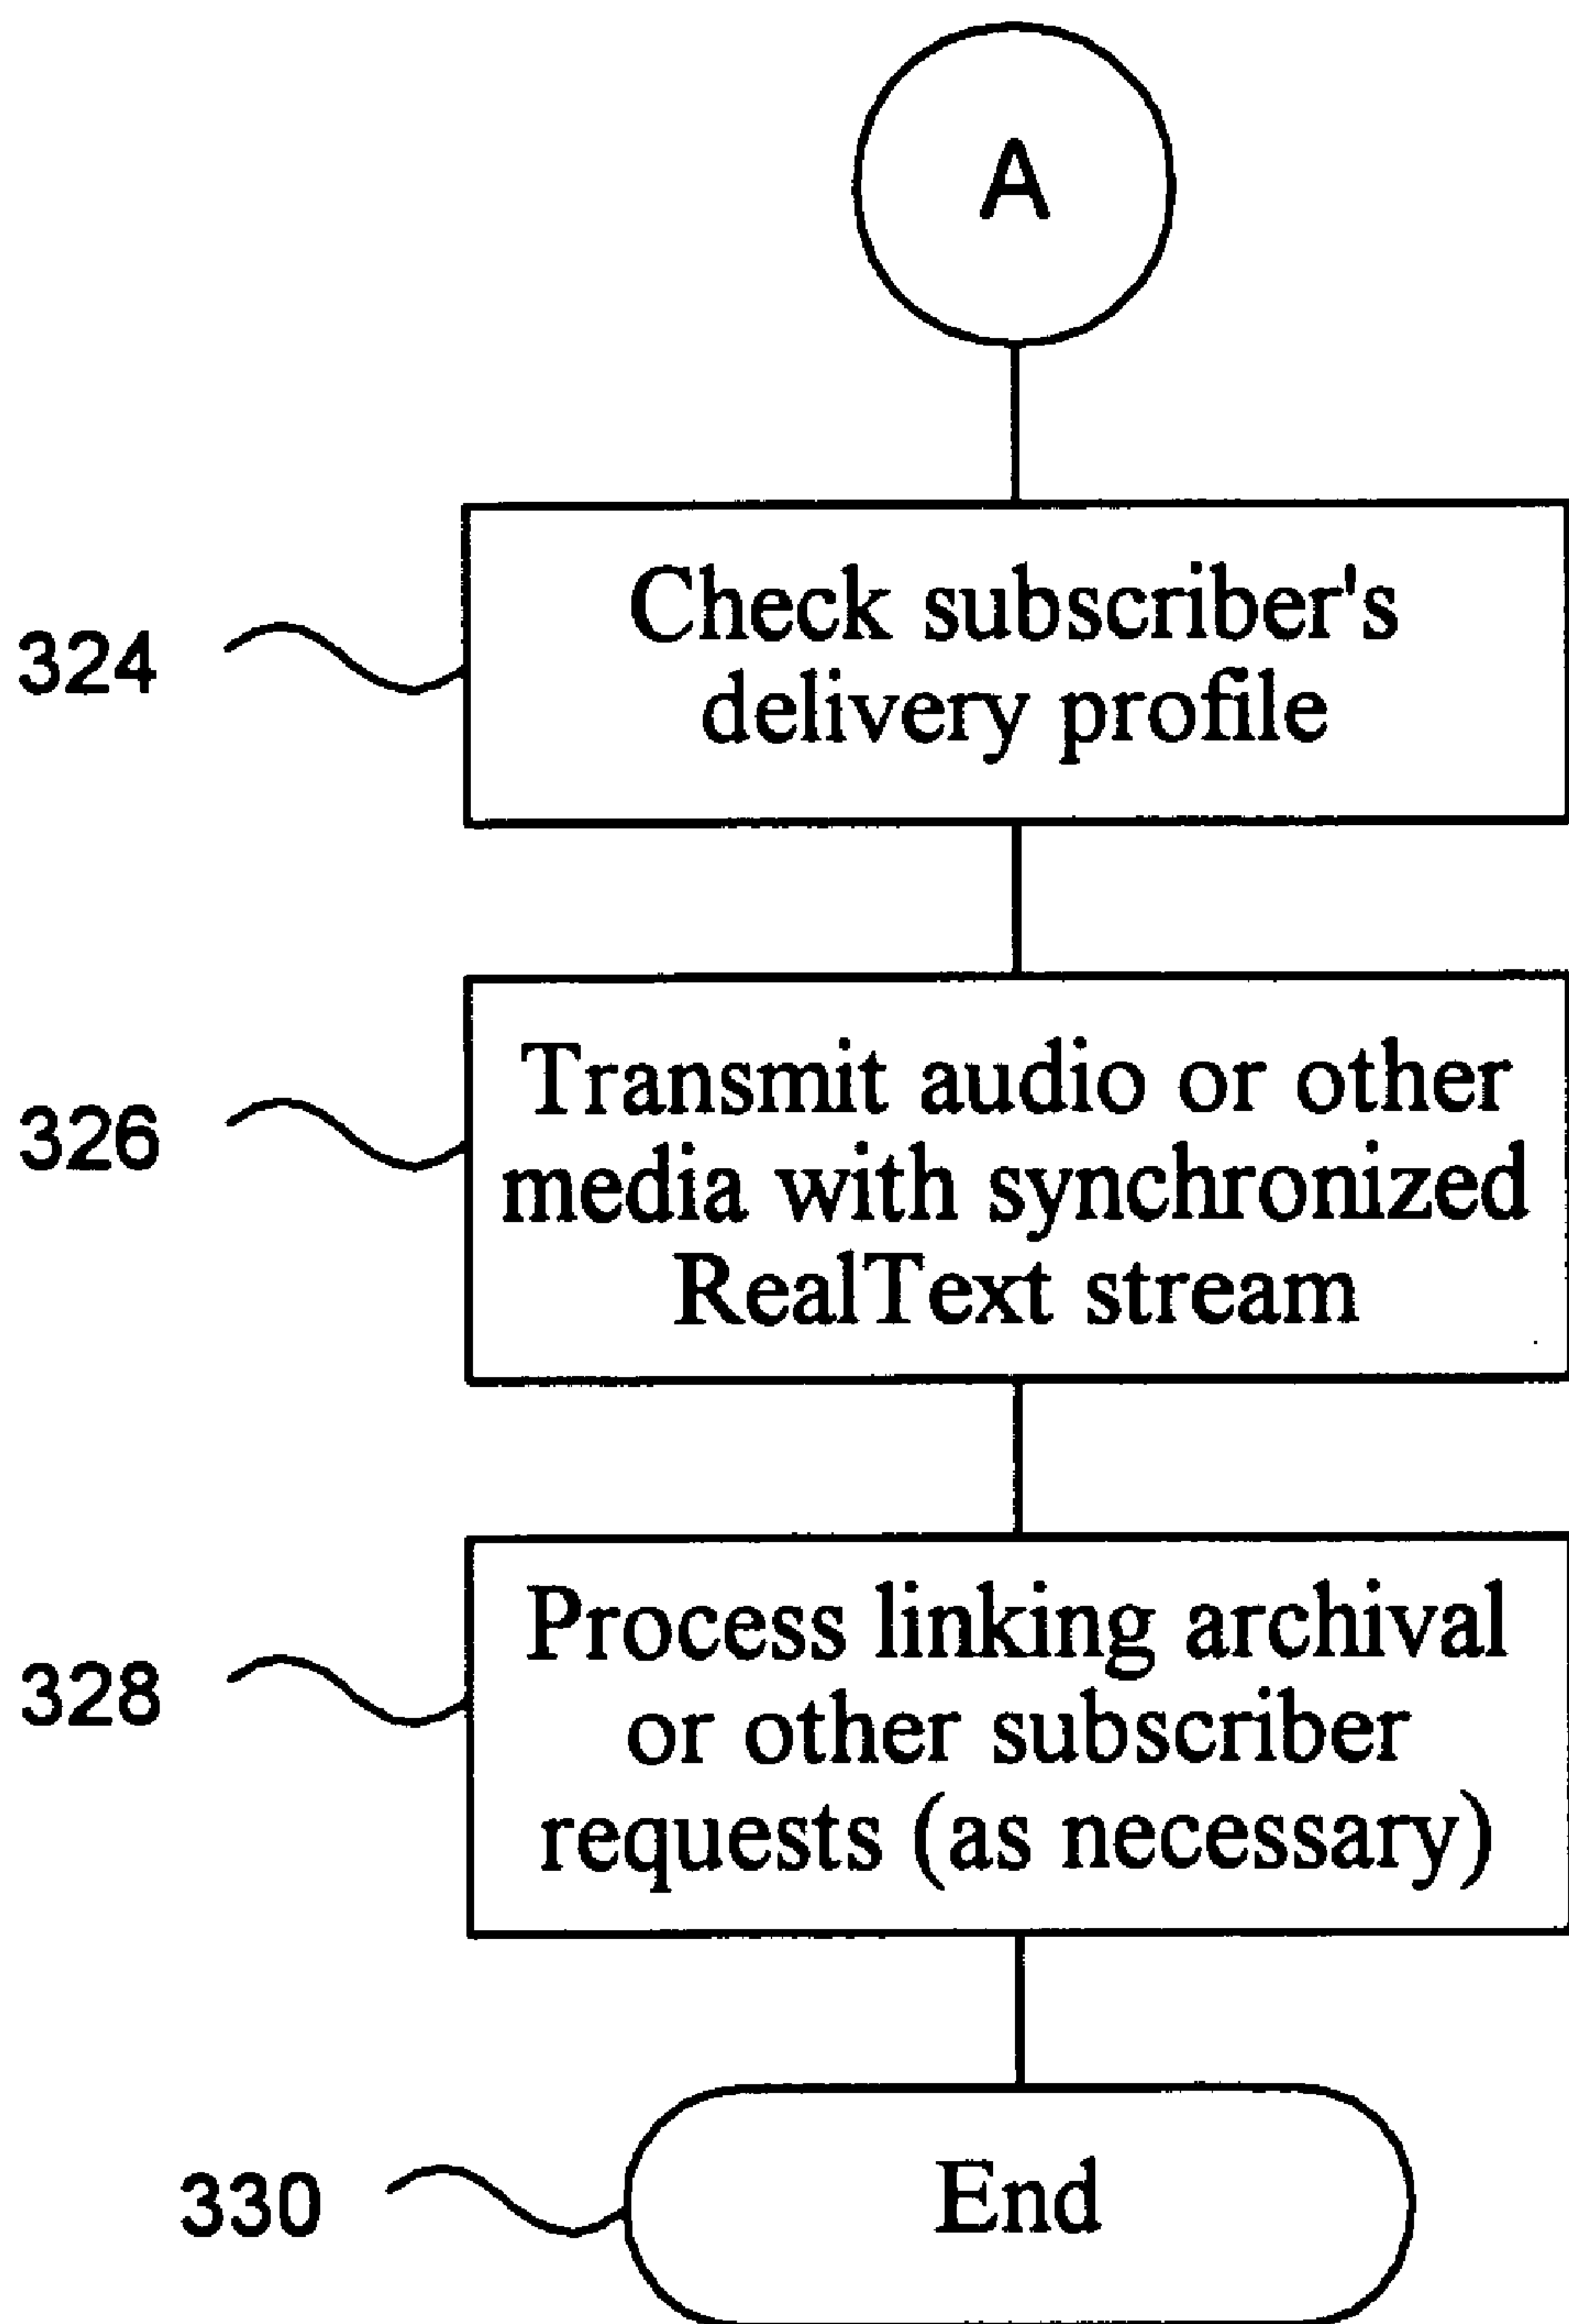 A
324
Check subscriber's
delivery profile
326
Transmit audio or other
media with synchronized
RealText stream
328
Process linking archival
or other subscriber
requests (as necessary)
330
End